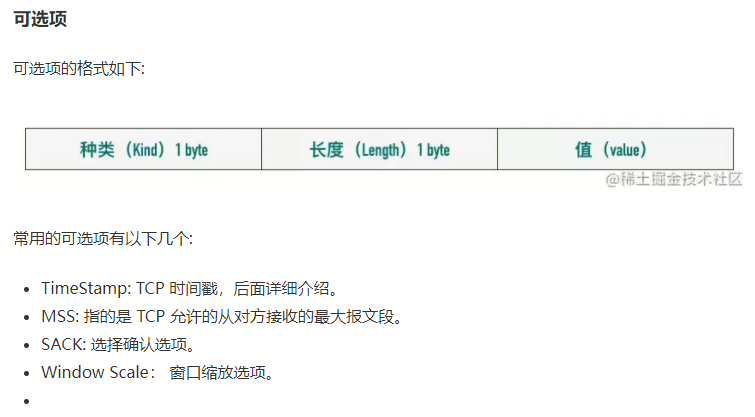 可选项
可选项的格式如下:
种类（Kind）1 byte
长度（Length）1 byte
值（value）
@稀土掘金技术社区
常用的可选项有以下几个:
TimeStamp: TCP 时间戳，后面详细介绍。
MSS: 指的是 TCP 允许的从对方接收的最大报文段。
SACK: 选择确认选项。
Window Scale： 窗口缩放选项。